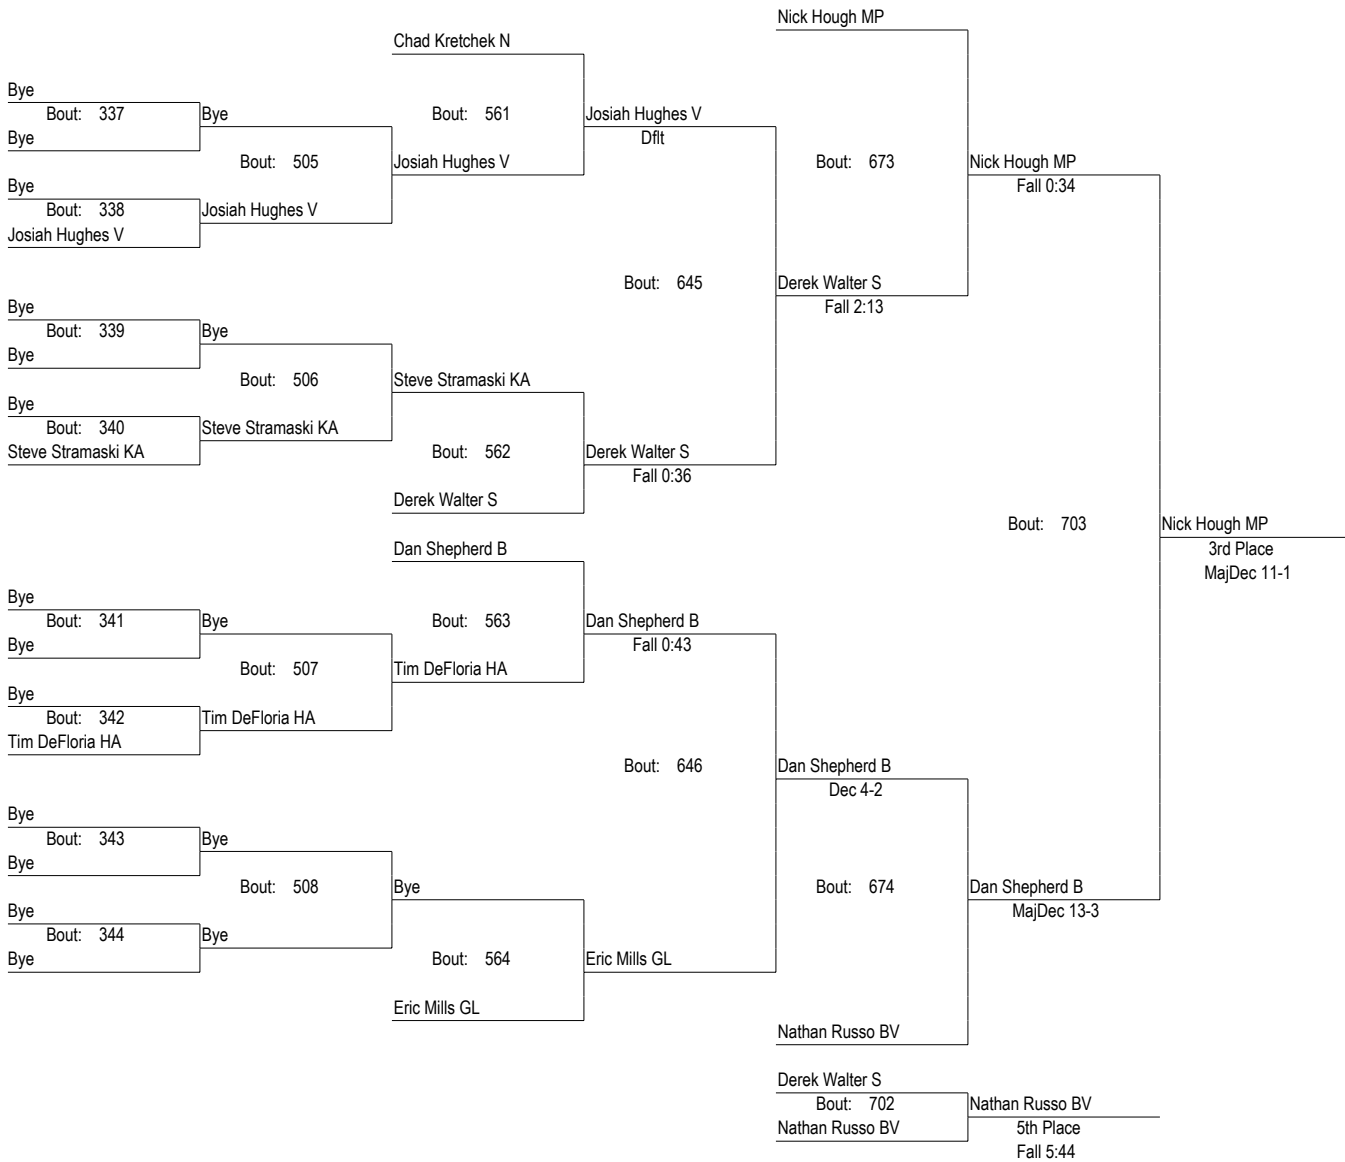 Nick Hough MP
Chad Kretchek N
Bye
Bout: 337
Bye
Bout: 561
Josiah Hughes V
Bye
Dflt
Bout: 505
Josiah Hughes V
Bout: 673
Nick Hough MP
Bye
Fall 0:34
Bout: 338
Josiah Hughes V
Josiah Hughes V
Bout: 645
Derek Walter S
Bye
Fall 2:13
Bout: 339
Bye
Bye
Bout: 506
Steve Stramaski KA
Bye
Bout: 340
Steve Stramaski KA
Steve Stramaski KA
Bout: 562
Derek Walter S
Fall 0:36
Derek Walter S
Bout: 703
Nick Hough MP
Dan Shepherd B
3rd Place
MajDec 11-1
Bye
Bout: 341
Bye
Bout: 563
Dan Shepherd B
Bye
Fall 0:43
Bout: 507
Tim DeFloria HA
Bye
Bout: 342
Tim DeFloria HA
Tim DeFloria HA
Bout: 646
Dan Shepherd B
Dec 4-2
Bye
Bout: 343
Bye
Bye
Bout: 508
Bye
Bout: 674
Dan Shepherd B
Bye
MajDec 13-3
Bout: 344
Bye
Bye
Bout: 564
Eric Mills GL
Eric Mills GL
Nathan Russo BV
Derek Walter S
Bout: 702
Nathan Russo BV
Nathan Russo BV
5th Place
Fall 5:44